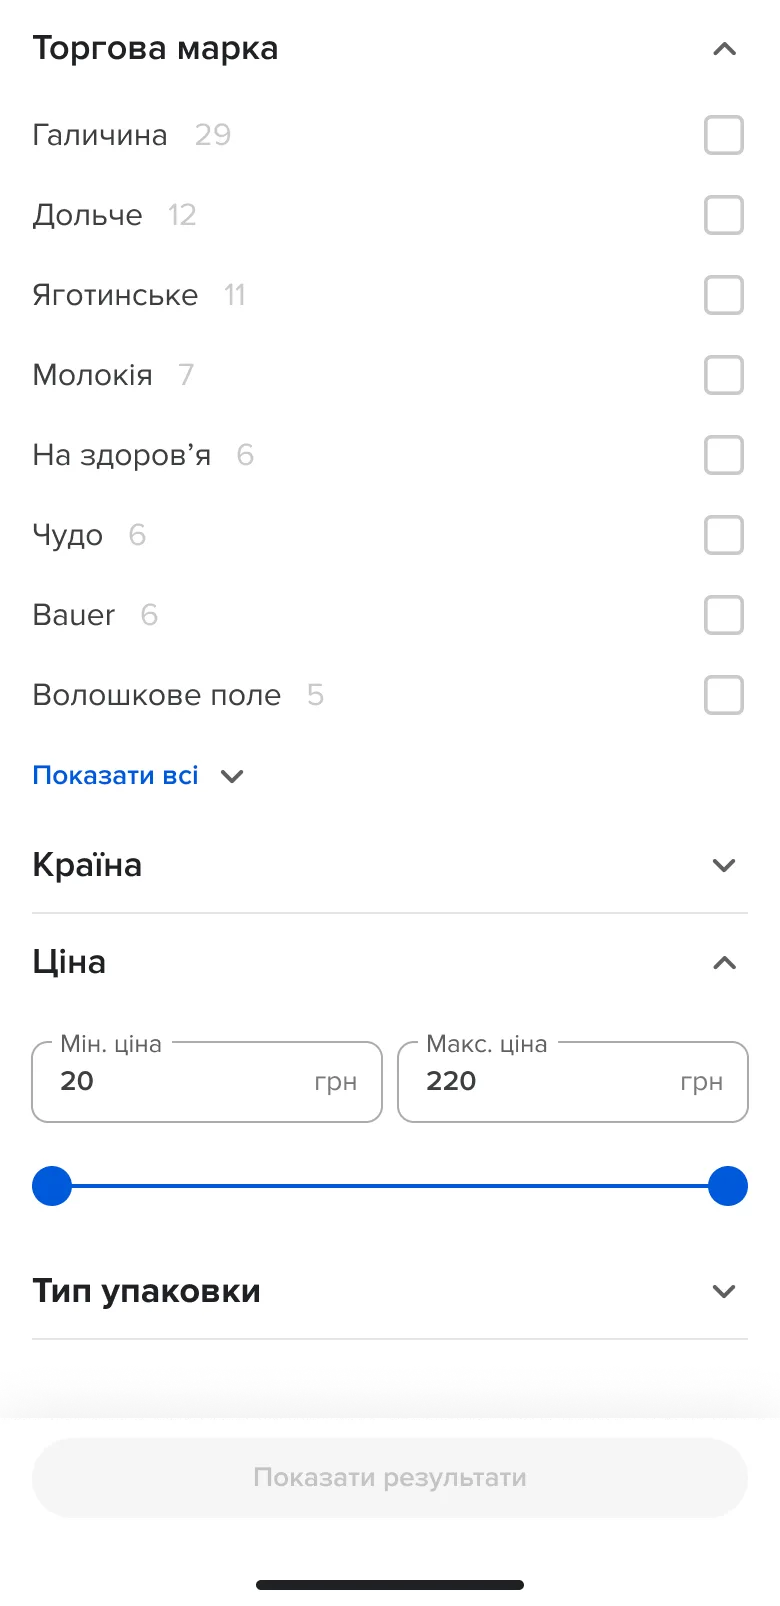 Торгова марка
Галичина 29
Дольче 12
Яготинське 11
Молокія 7
На здоров’я 6
Чудо 6
Bauer 6
Волошкове поле 5
Показати всі
Країна
Ціна
Мін. ціна Макс. ціна
20 грн 220 грн
Тип упаковки
Показати результати